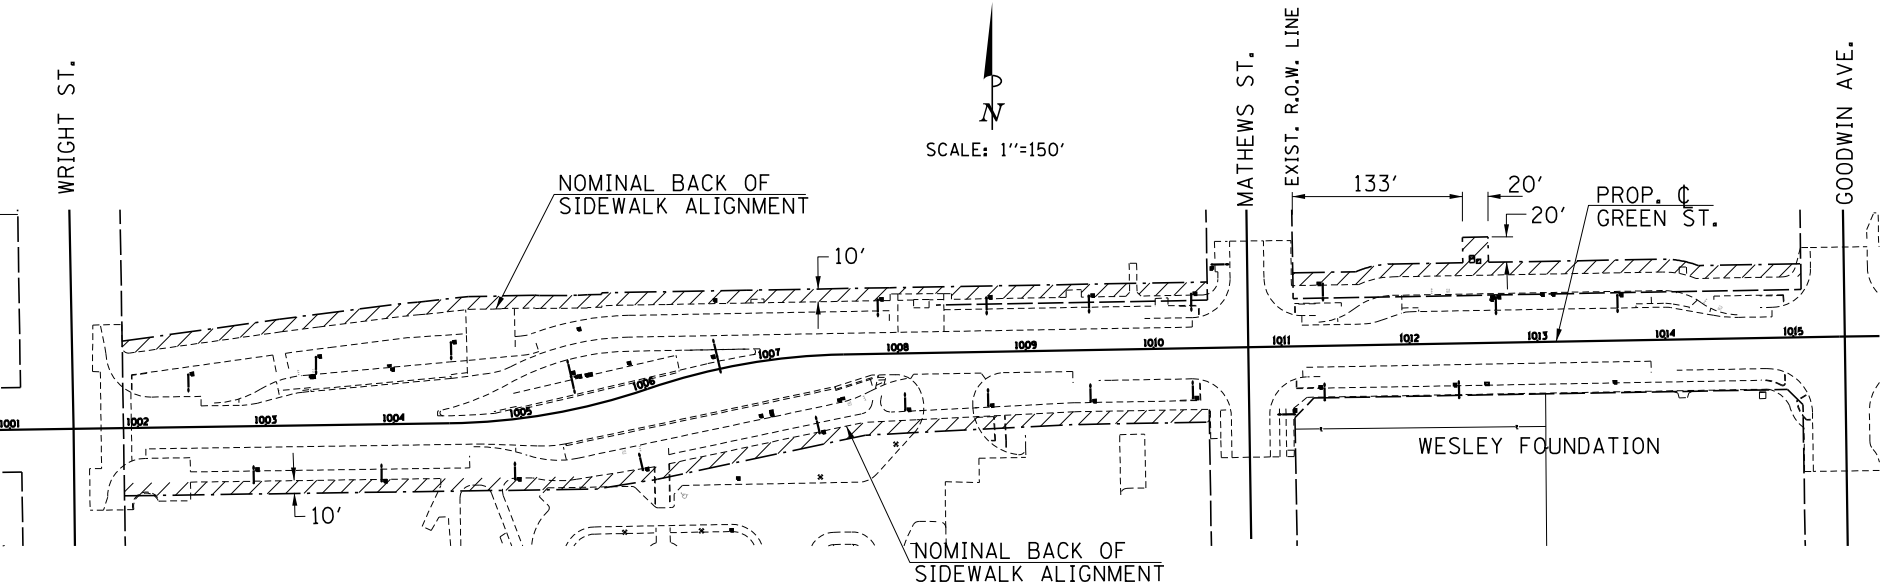 WRIGHT ST.
N
SCALE: 1''=150'
MATHEWS ST.
EXIST. R.O.W. LINE
GOODWIN AVE.
NOMINAL BACK OF
SIDEWALK ALIGNMENT
133'
20'
20'
PROP. ℄
GREEN ST.
10'
1001
1002
1003
1004
1005
1006
1007
1008
1009
1010
1011
1012
1013
1014
1015
WESLEY FOUNDATION
10'
NOMINAL BACK OF
SIDEWALK ALIGNMENT